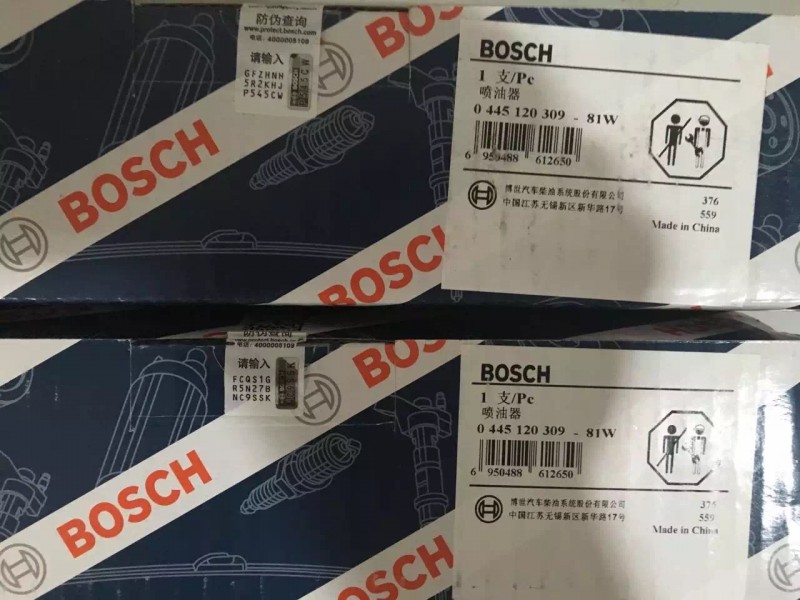 防伪查询
www.protect.bosch.com
电话: 4000008109
请输入
GFZHNH
5R2KHJ
P545CW
BOSCH
BOSCH
BOSCH
BOSCH
1 支/Pc
喷油器
0 445 120 309 - 81W
6 950488 612650
博世汽车柴油系统股份有限公司
中国江苏无锡新区新华路17号
376
559
Made in China
防伪查询
电话: 4000008109
请输入
FCQS1G
R5N27B
NC9SSK
BOSCH
BOSCH
BOSCH
BOSCH
1 支/Pc
喷油器
0 445 120 309 - 81W
6 950488 612650
博世汽车柴油系统股份有限公司
中国江苏无锡新区新华路17号
376
559
Made in China